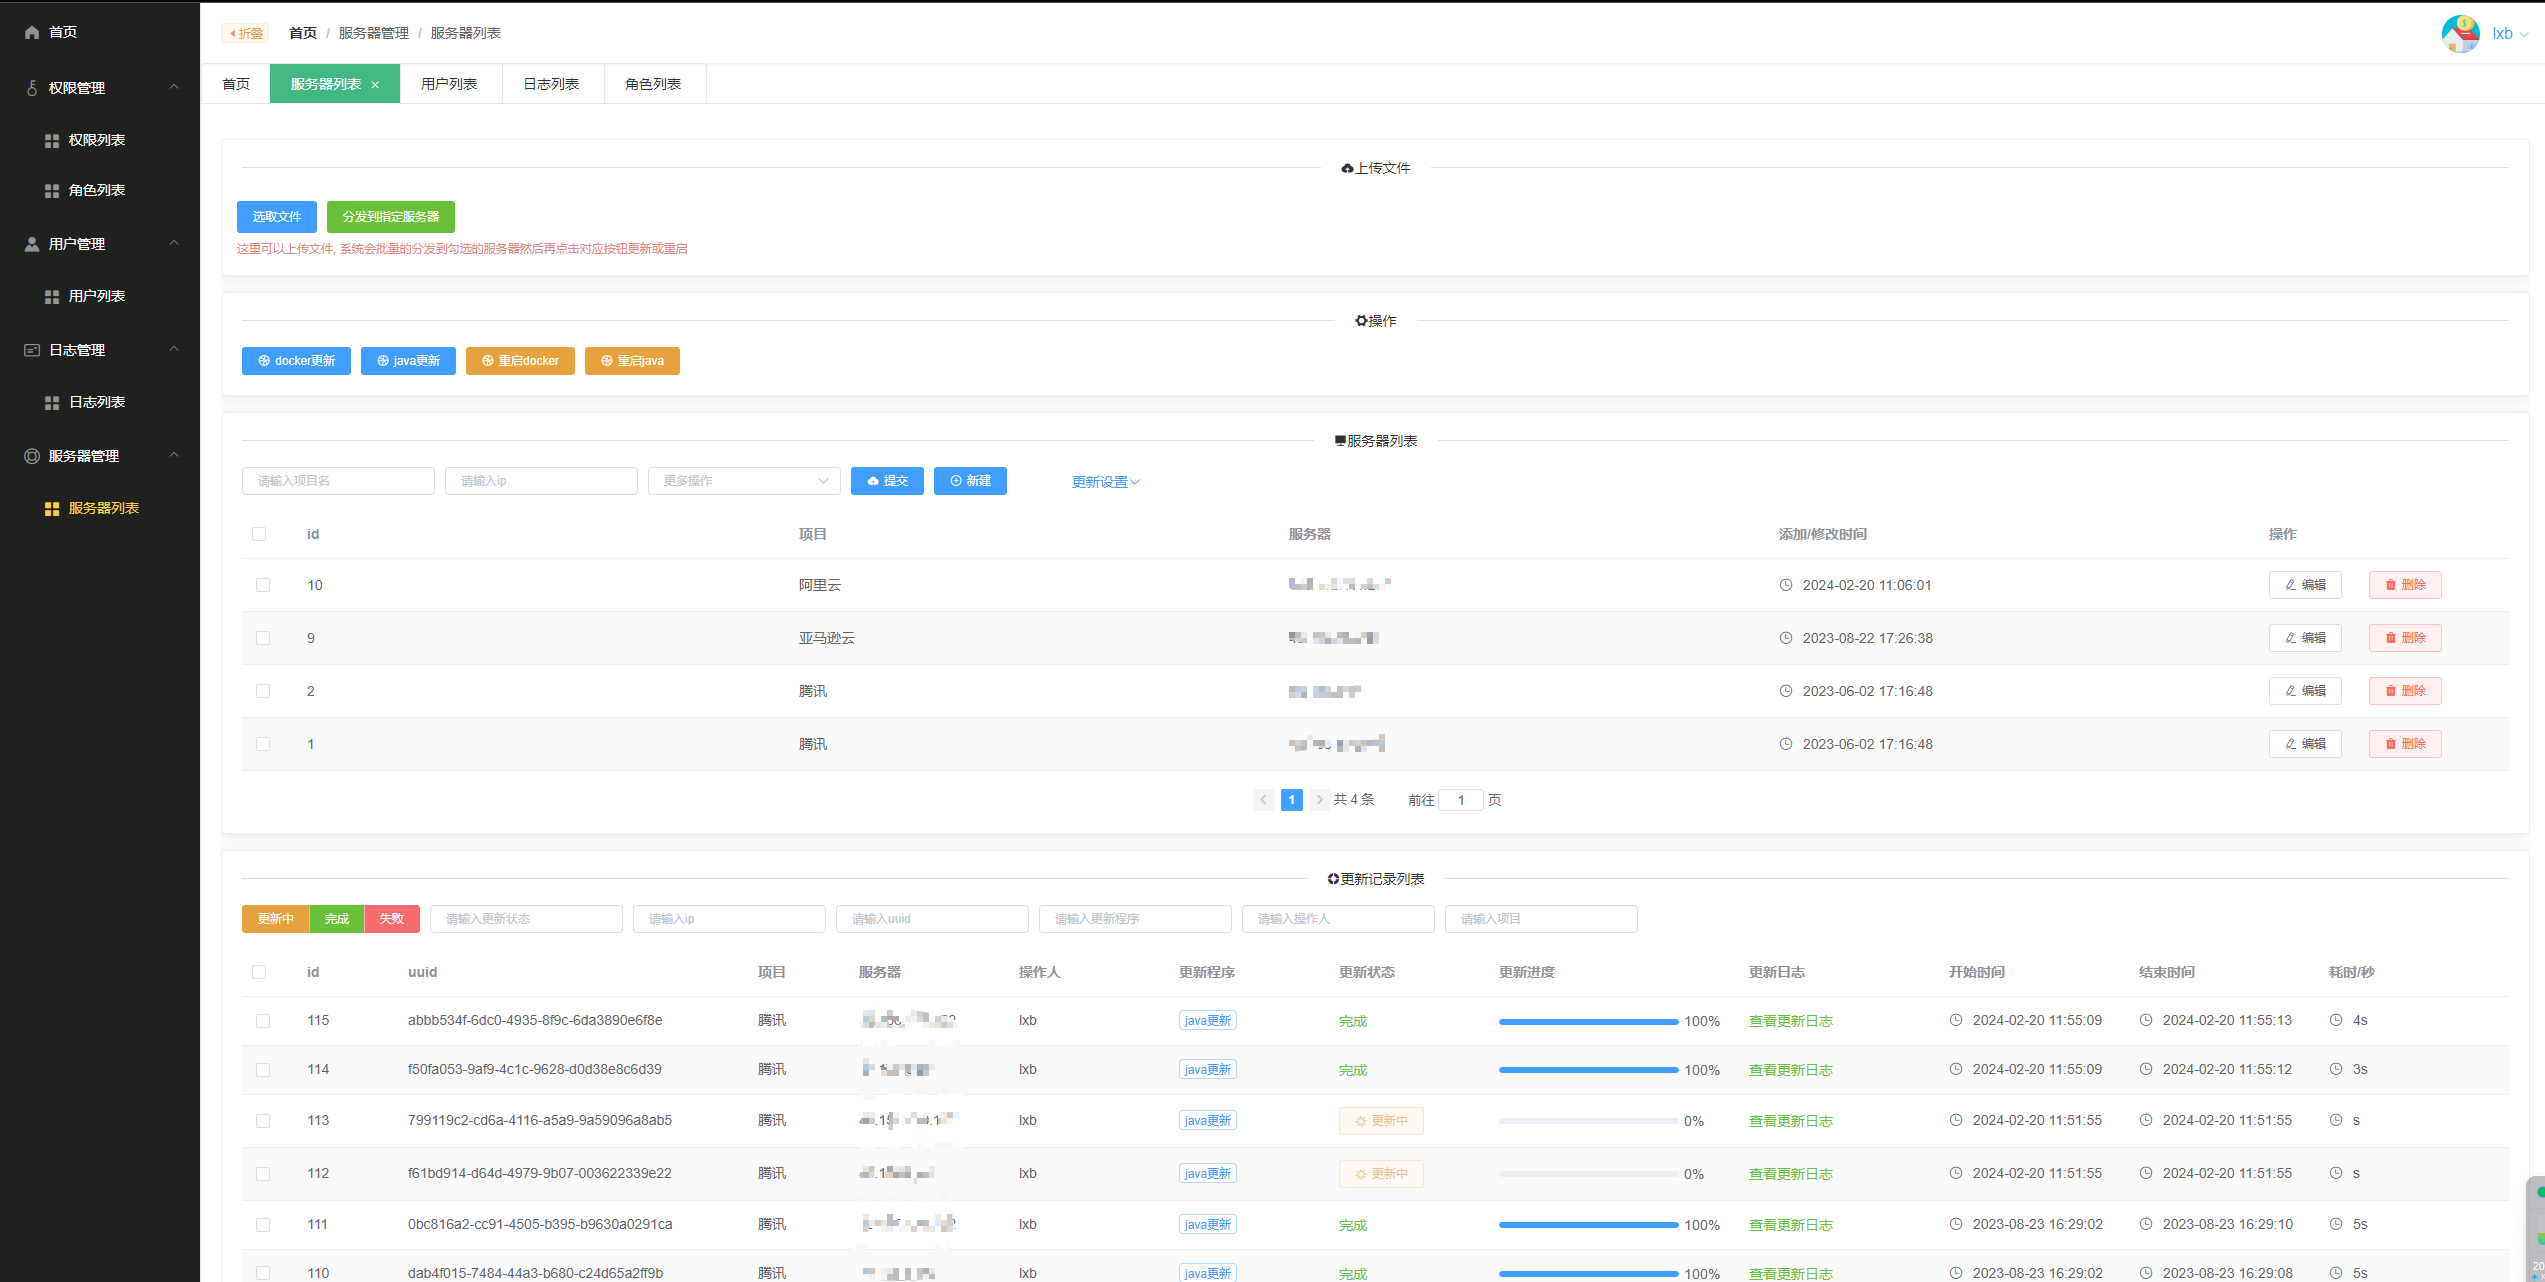 首页
权限管理
权限列表
角色列表
用户管理
用户列表
日志管理
日志列表
服务器管理
服务器列表
折叠 首页 / 服务器管理 / 服务器列表
lxb
首页 服务器列表 × 用户列表 日志列表 角色列表
上传文件
选取文件 分发到指定服务器
这里可以上传文件, 系统会批量的分发到勾选的服务器然后再点击对应按钮更新或重启
操作
docker更新 java更新 重启docker 重启java
服务器列表
请输入项目名 请输入ip 更多操作 提交 新建 更新设置
id 项目 服务器 添加/修改时间 操作
10 阿里云 2024-02-20 11:06:01 编辑 删除
9 亚马逊云 2023-08-22 17:26:38 编辑 删除
2 腾讯 2023-06-02 17:16:48 编辑 删除
1 腾讯 2023-06-02 17:16:48 编辑 删除
1 共 4 条 前往 1 页
更新记录列表
更新中 完成 失败 请输入更新状态 请输入ip 请输入uuid 请输入更新程序 请输入操作人 请输入项目
id uuid 项目 服务器 操作人 更新程序 更新状态 更新进度 更新日志 开始时间 结束时间 耗时/秒
115 abbb534f-6dc0-4935-8f9c-6da3890e6f8e 腾讯 lxb java更新 完成 100% 查看更新日志 2024-02-20 11:55:09 2024-02-20 11:55:13 4s
114 f50fa053-9af9-4c1c-9628-d0d38e8c6d39 腾讯 lxb java更新 完成 100% 查看更新日志 2024-02-20 11:55:09 2024-02-20 11:55:12 3s
113 799119c2-cd6a-4116-a5a9-9a59096a8ab5 腾讯 lxb java更新 更新中 0% 查看更新日志 2024-02-20 11:51:55 2024-02-20 11:51:55 s
112 f61bd914-d64d-4979-9b07-003622339e22 腾讯 lxb java更新 更新中 0% 查看更新日志 2024-02-20 11:51:55 2024-02-20 11:51:55 s
111 0bc816a2-cc91-4505-b395-b9630a0291ca 腾讯 lxb java更新 完成 100% 查看更新日志 2023-08-23 16:29:02 2023-08-23 16:29:10 5s
110 dab4f015-7484-44a3-b680-c24d65a2ff9b 腾讯 lxb java更新 完成 100% 查看更新日志 2023-08-23 16:29:02 2023-08-23 16:29:08 5s